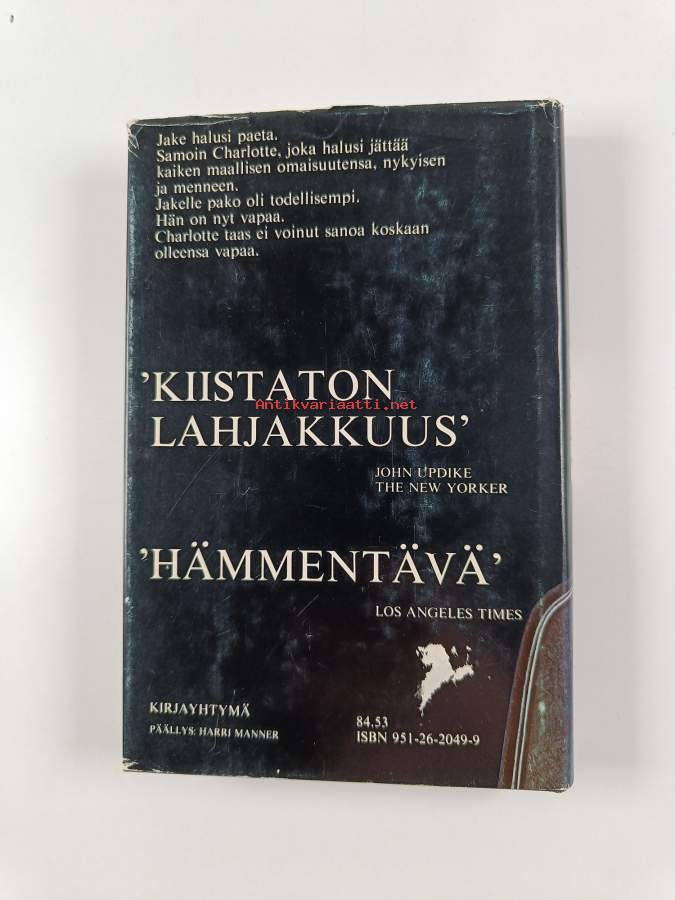 Jake halusi paeta.
Samoin Charlotte, joka halusi jättää
kaiken maallisen omaisuutensa, nykyisen
ja menneen.
Jakelle pako oli todellisempi.
Hän on nyt vapaa.
Charlotte taas ei voinut sanoa koskaan
olleensa vapaa.
’KIISTATON
Antikvariaatti.net
LAHJAKKUUS’
JOHN UPDIKE
THE NEW YORKER
’HÄMMENTÄVÄ’
LOS ANGELES TIMES
KIRJAYHTYMÄ
PÄÄLLYS: HARRI MANNER
84.53
ISBN 951-26-2049-9